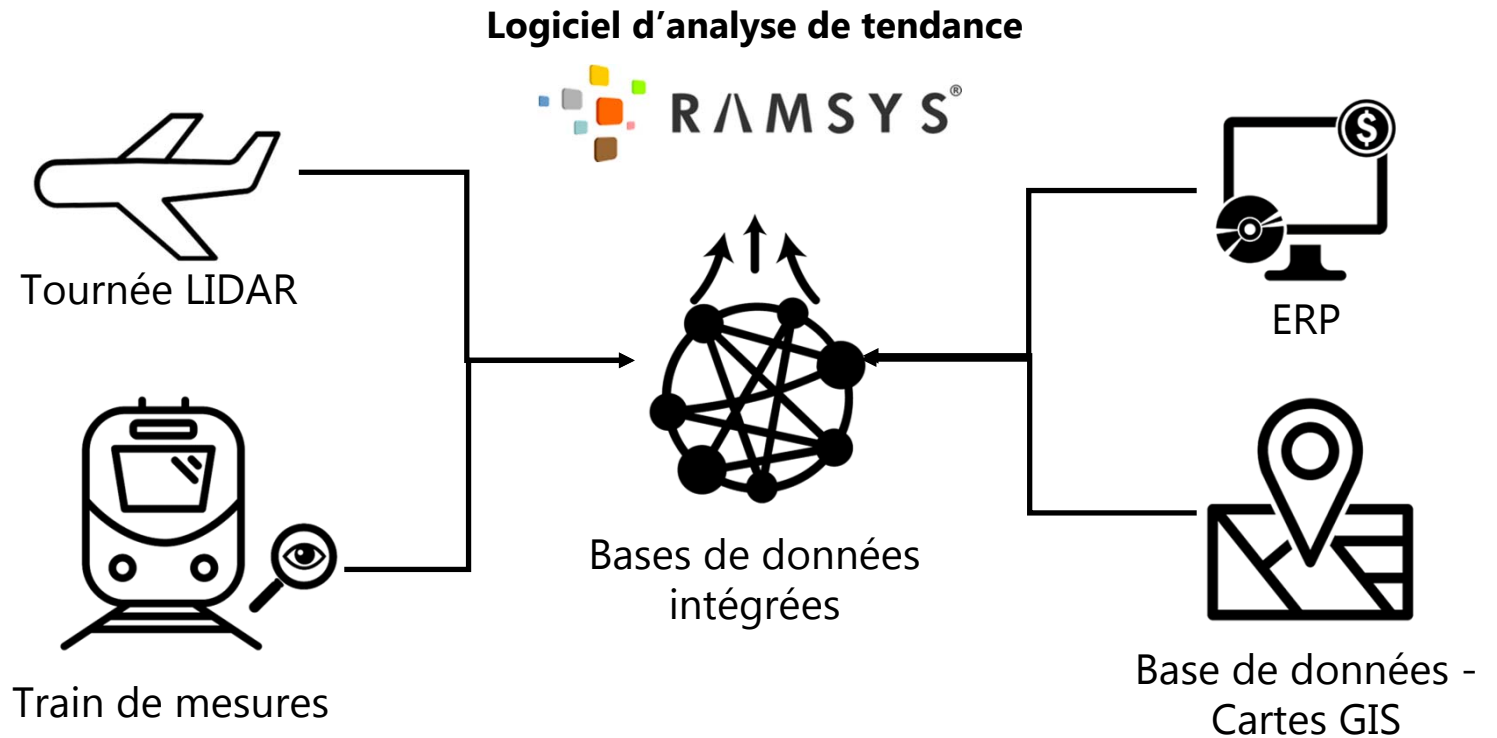 Logiciel d’analyse de tendance
RAMSYS®
$
Tournée LIDAR
ERP
Bases de données
intégrées
Train de mesures
Base de données -
Cartes GIS